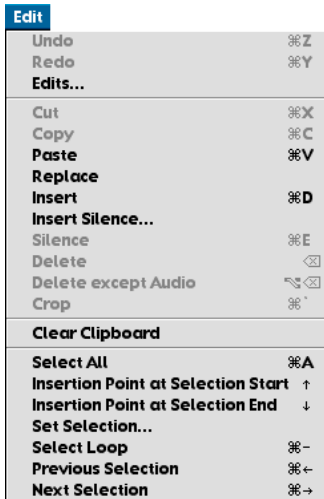 Edit
Undo ⌘Z
Redo ⌘Y
Edits...
Cut ⌘X
Copy ⌘C
Paste ⌘V
Replace
Insert ⌘D
Insert Silence...
Silence ⌘E
Delete ⌫
Delete except Audio ⌥⌫
Crop ⌘`
Clear Clipboard
Select All ⌘A
Insertion Point at Selection Start ↑
Insertion Point at Selection End ↓
Set Selection...
Select Loop ⌘-
Previous Selection ⌘←
Next Selection ⌘→